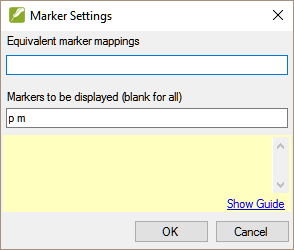 Marker Settings
Equivalent marker mappings
Markers to be displayed (blank for all)
p m
Show Guide
OK Cancel